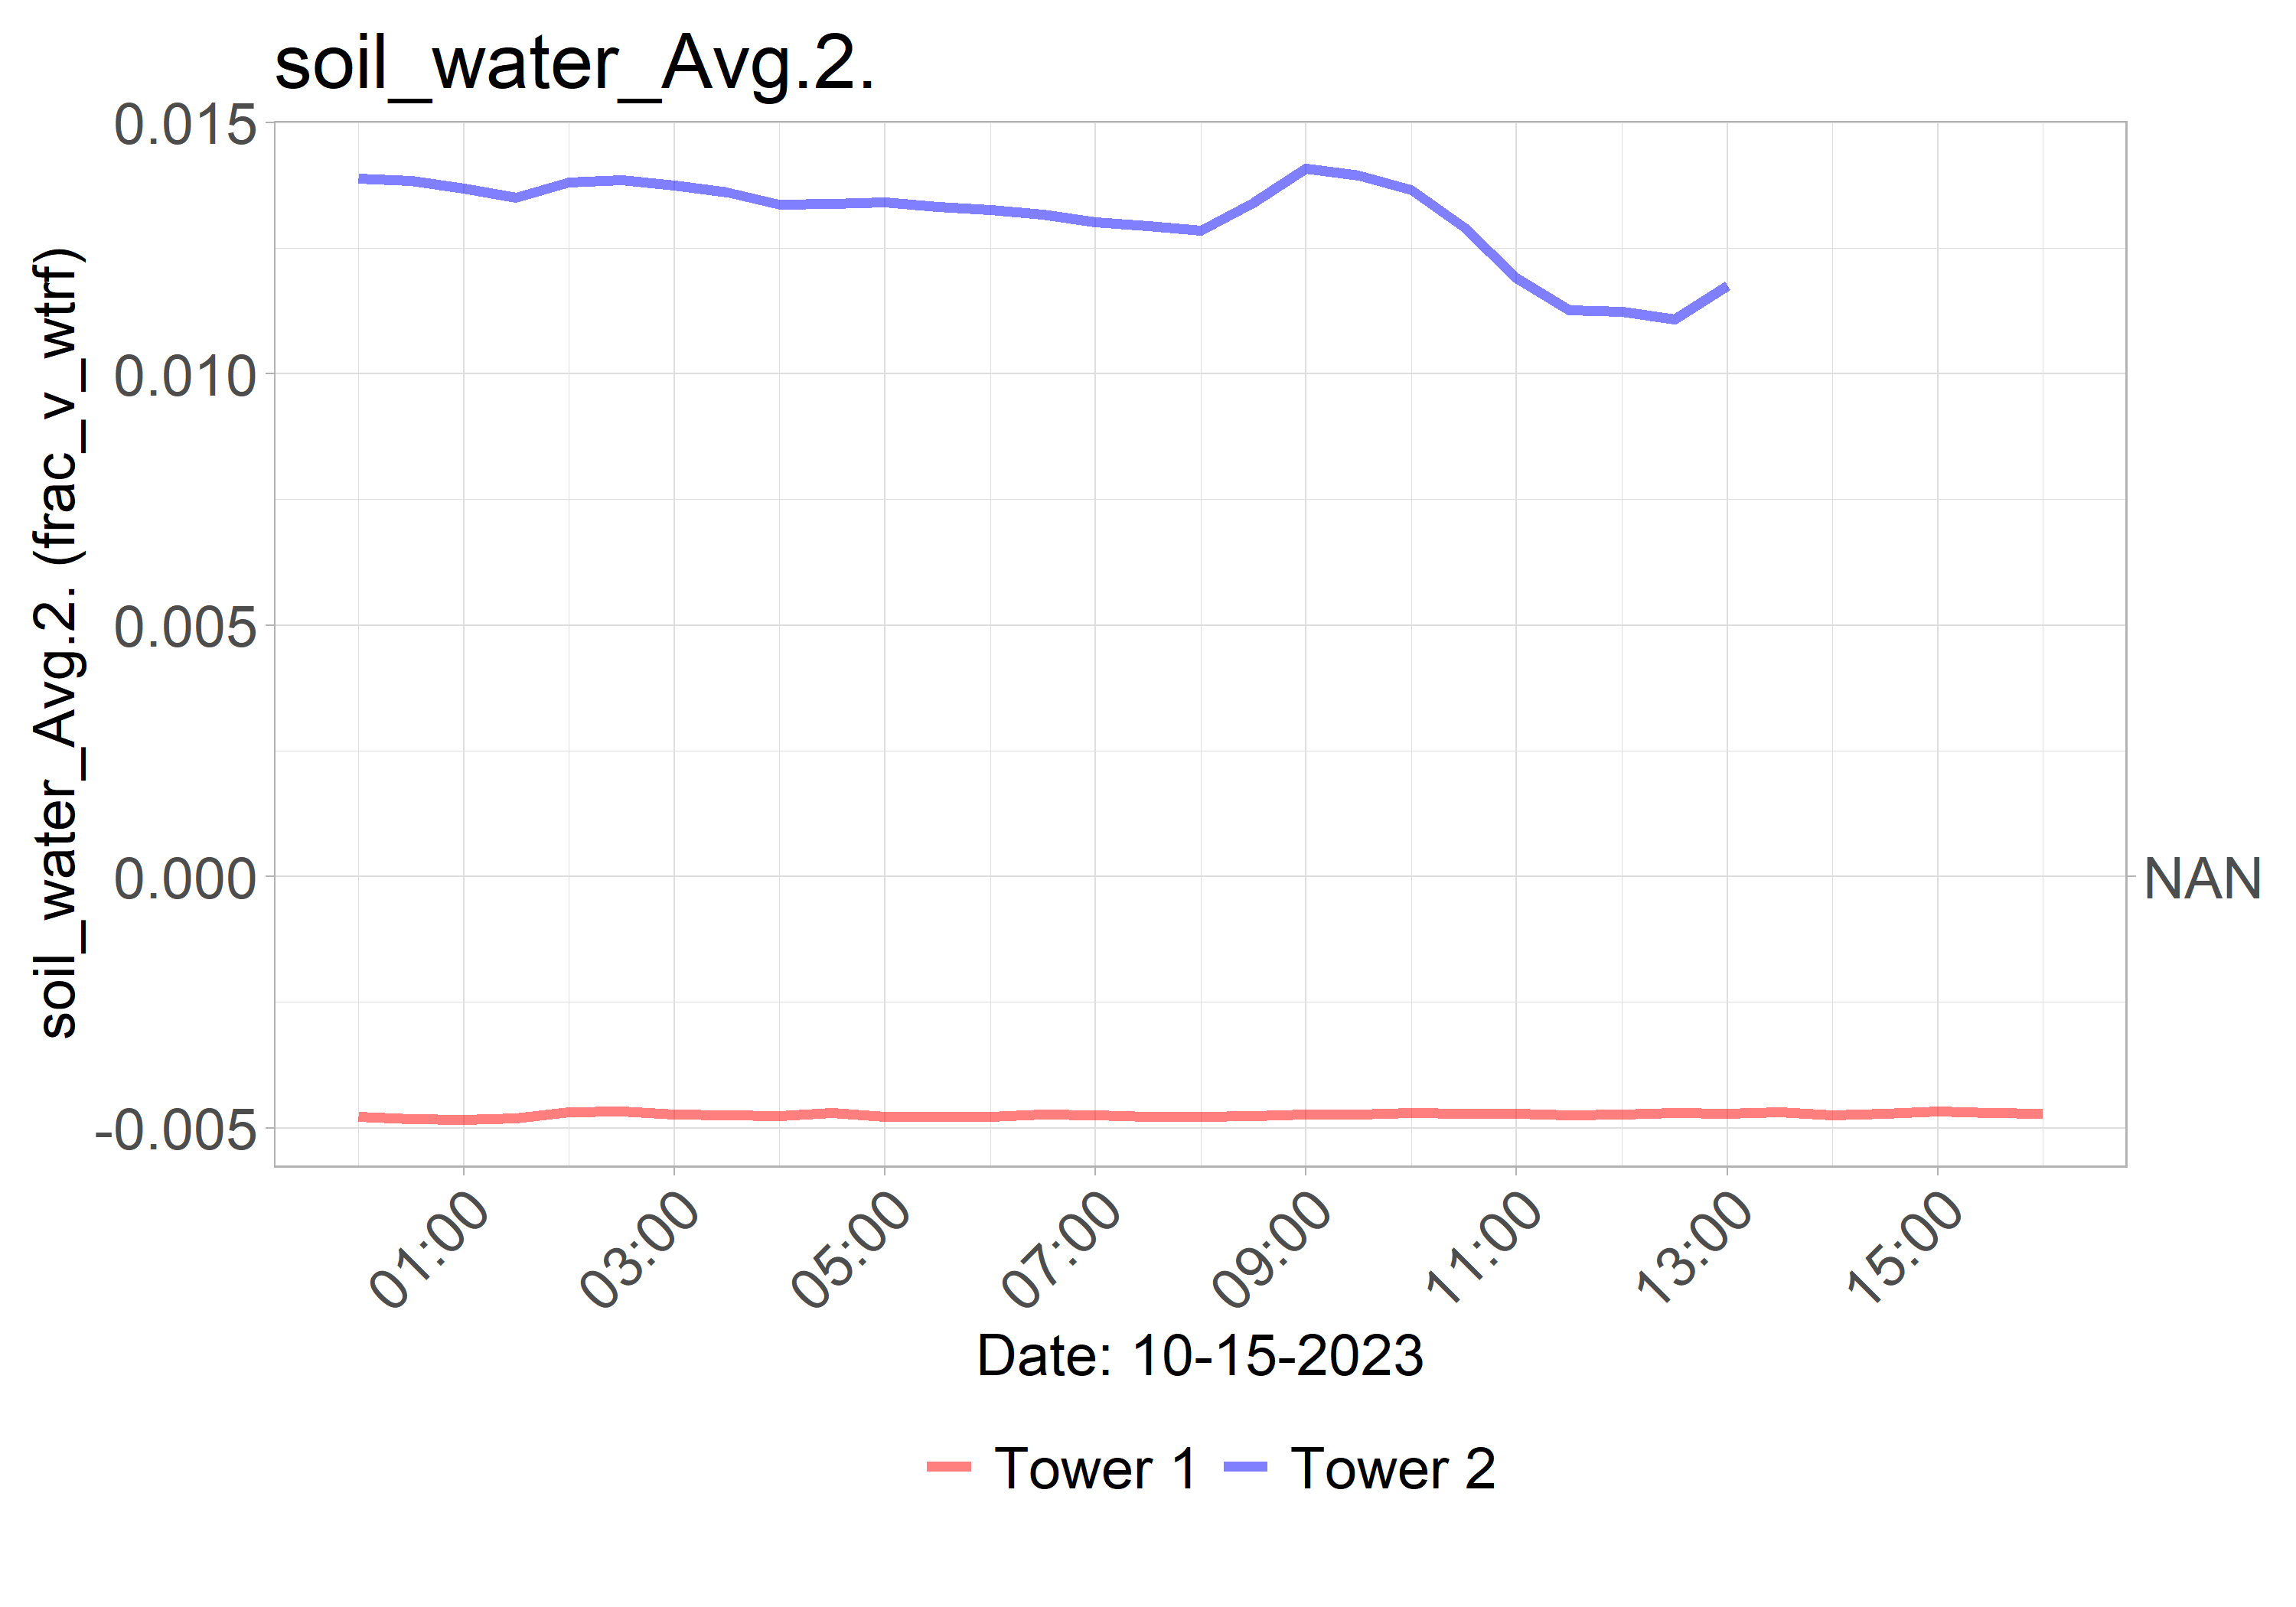 soil_water_Avg.2.
soil_water_Avg.2. (frac_v_wtrf)
0.015
0.010
0.005
0.000
-0.005
NAN
01:00
03:00
05:00
07:00
09:00
11:00
13:00
15:00
Date: 10-15-2023
Tower 1
Tower 2